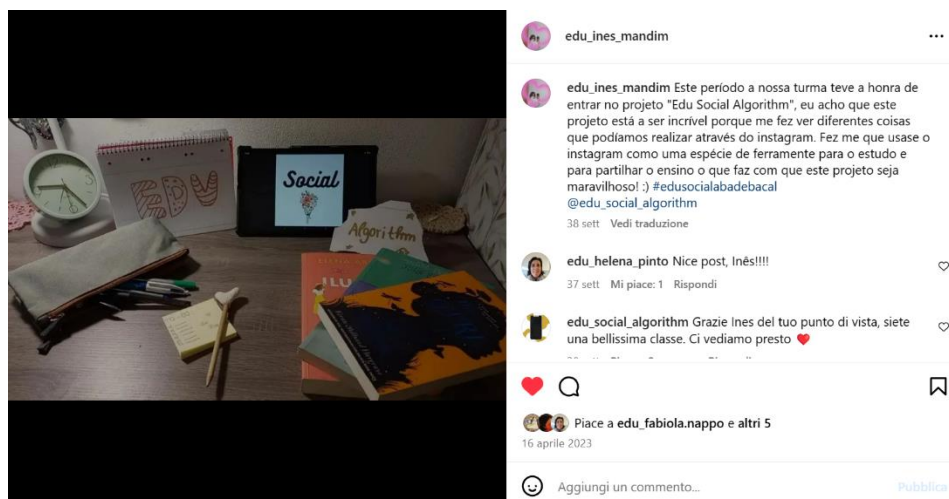 edu_ines_mandim
edu_ines_mandim Este período a nossa turma teve a honra de
entrar no projeto "Edu Social Algorithm", eu acho que este
projeto está a ser incrível porque me fez ver diferentes coisas
que podíamos realizar através do instagram. Fez me que usase o
instagram como uma espécie de ferramente para o estudo e
para partilhar o ensino o que faz com que este projeto seja
maravilhoso! :) #edusocialabadebacal
@edu_social_algorithm
38 sett Vedi traduzione
edu_helena_pinto Nice post, Inês!!!!
37 sett Mi piace: 1 Rispondi
edu_social_algorithm Grazie Ines del tuo punto di vista, siete
una bellissima classe. Ci vediamo presto ❤
Piace a edu_fabiola.nappo e altri 5
16 aprile 2023
Aggiungi un commento...
Pubblica
EDU
Social
Algorithm